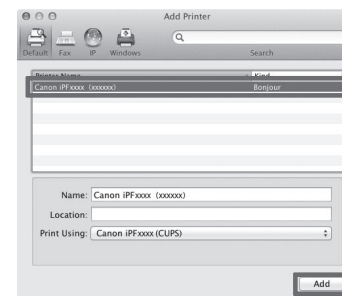 Add Printer
Default Fax IP Windows Search
Printer Name Kind
Canon iPFxxxx (xxxxxx) Bonjour
Name: Canon iPFxxxx (xxxxxx)
Location:
Print Using: Canon iPFxxxx (CUPS)
Add